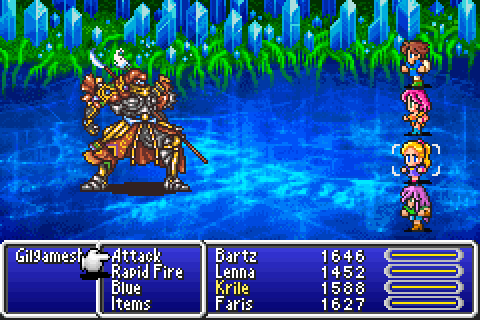 Gilgamesh
Attack
Rapid Fire
Blue
Items
Bartz 1646
Lenna 1452
Krile 1588
Faris 1627